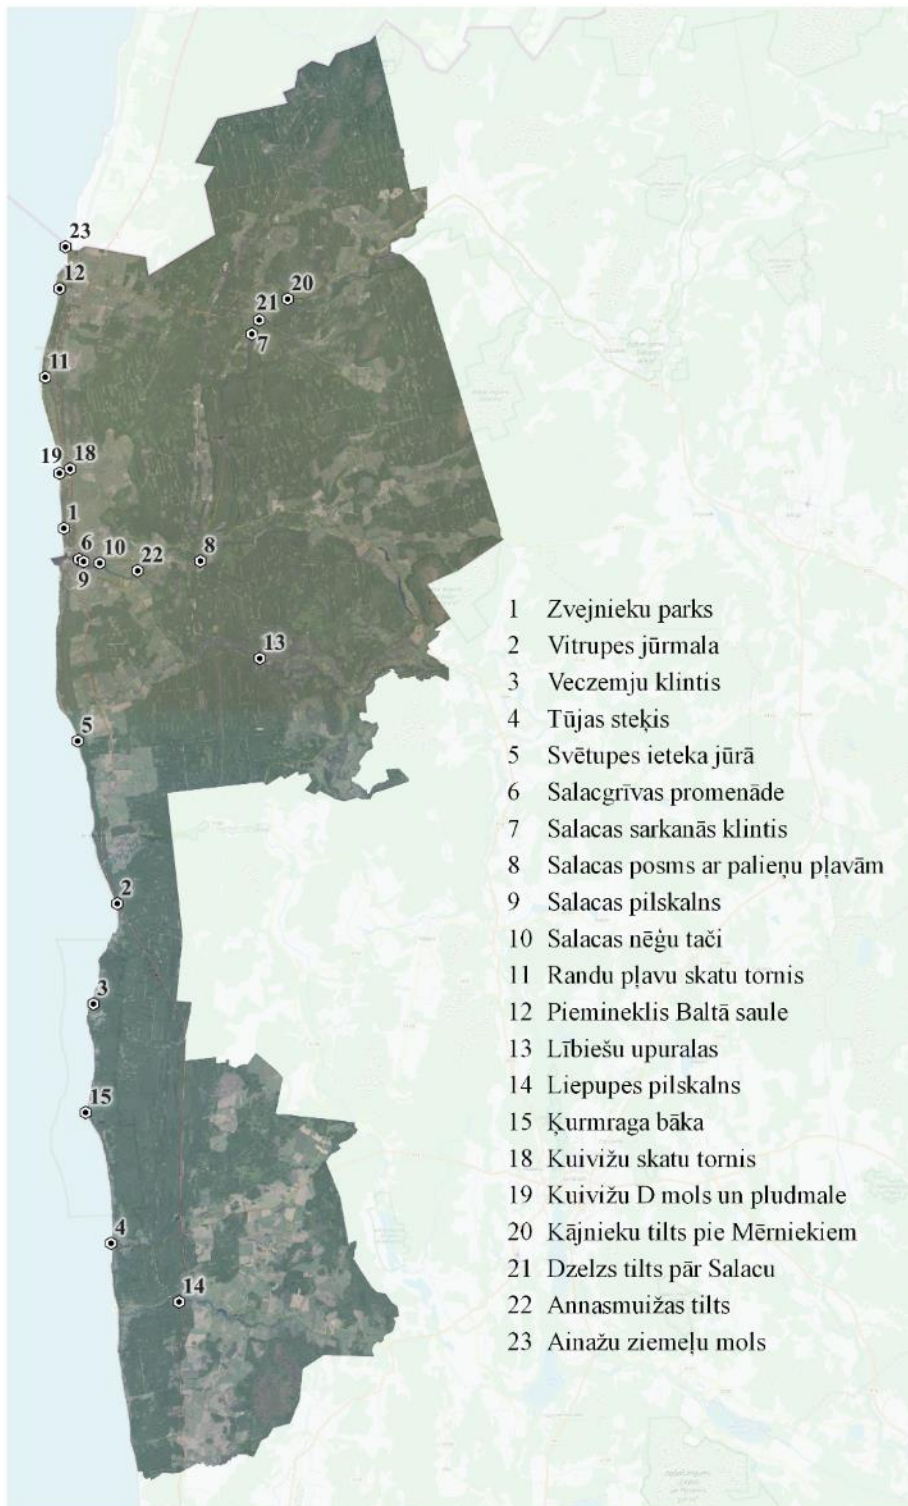 23
12
20
21
7
11
19
18
1
6
10
22
8
9
13
5
2
3
15
4
14
1 Zvejnieku parks
2 Vitrupes jūrmala
3 Veczemju klintis
4 Tūjas steķis
5 Svētupes ieteka jūrā
6 Salacgrīvas promenāde
7 Salacas sarkanās klintis
8 Salacas posms ar palieņu pļavām
9 Salacas pilskalns
10 Salacas nēģu tači
11 Randu pļavu skatu tornis
12 Piemineklis Baltā saule
13 Lībiešu upuralas
14 Liepupes pilskalns
15 Ķurmraga bāka
18 Kuivižu skatu tornis
19 Kuivižu D mols un pludmale
20 Kājnieku tilts pie Mērniekiem
21 Dzelzs tilts pār Salacu
22 Annasmuižas tilts
23 Ainažu ziemeļu mols